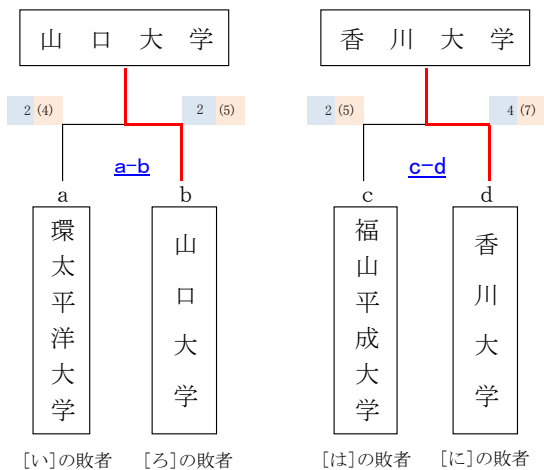 山口大学 香川大学
2 (4) 2 (5) 2 (5) 4 (7)
a-b c-d
a b c d
環太平洋大学
山口大学
福山平成大学
香川大学
[い]の敗者 [ろ]の敗者 [は]の敗者 [に]の敗者